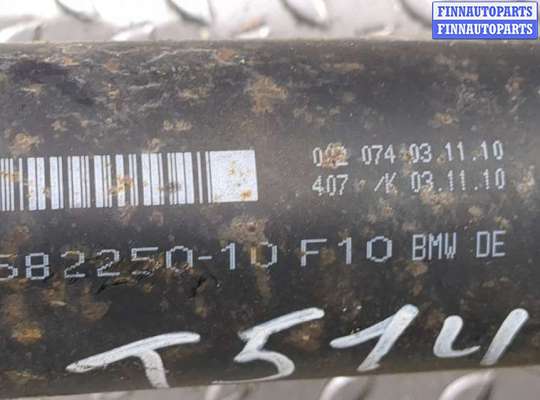 FINNAUTOPARTS
FINNAUTOPARTS
074 03.11.10
407 /K 03.11.10
582250-10 F10 BMW DE
T514